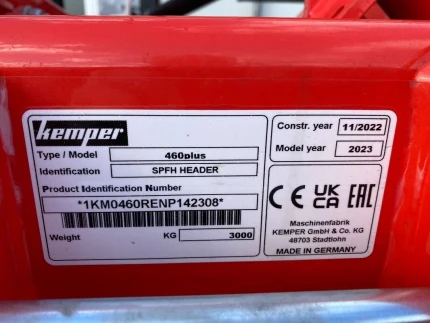 kemper
Constr. year 11/2022
Model year 2023
Type / Model 460plus
Identification SPFH HEADER
Product Identification Number
*1KM0460RENP142308*
Weight KG 3000
CE UK CA EAC
Maschinenfabrik
KEMPER GmbH & Co. KG
48703 Stadtlohn
MADE IN GERMANY